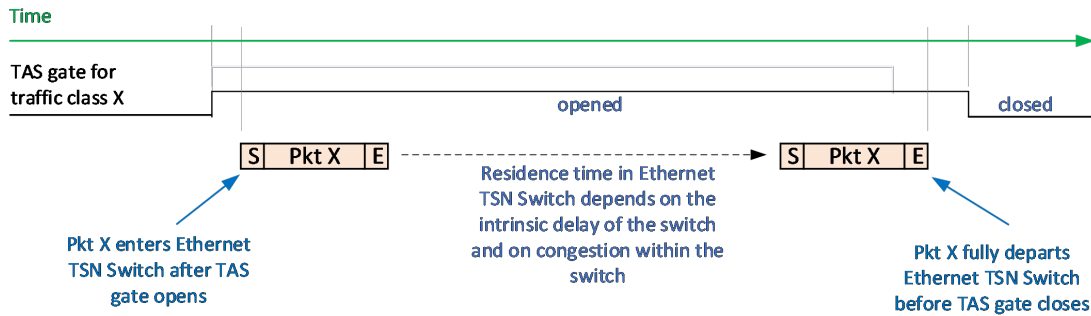 Time
TAS gate for
traffic class X
opened
closed
S Pkt X E
S Pkt X E
Residence time in Ethernet
TSN Switch depends on the
intrinsic delay of the switch
and on congestion within the
switch
Pkt X enters Ethernet
TSN Switch after TAS
gate opens
Pkt X fully departs
Ethernet TSN Switch
before TAS gate closes